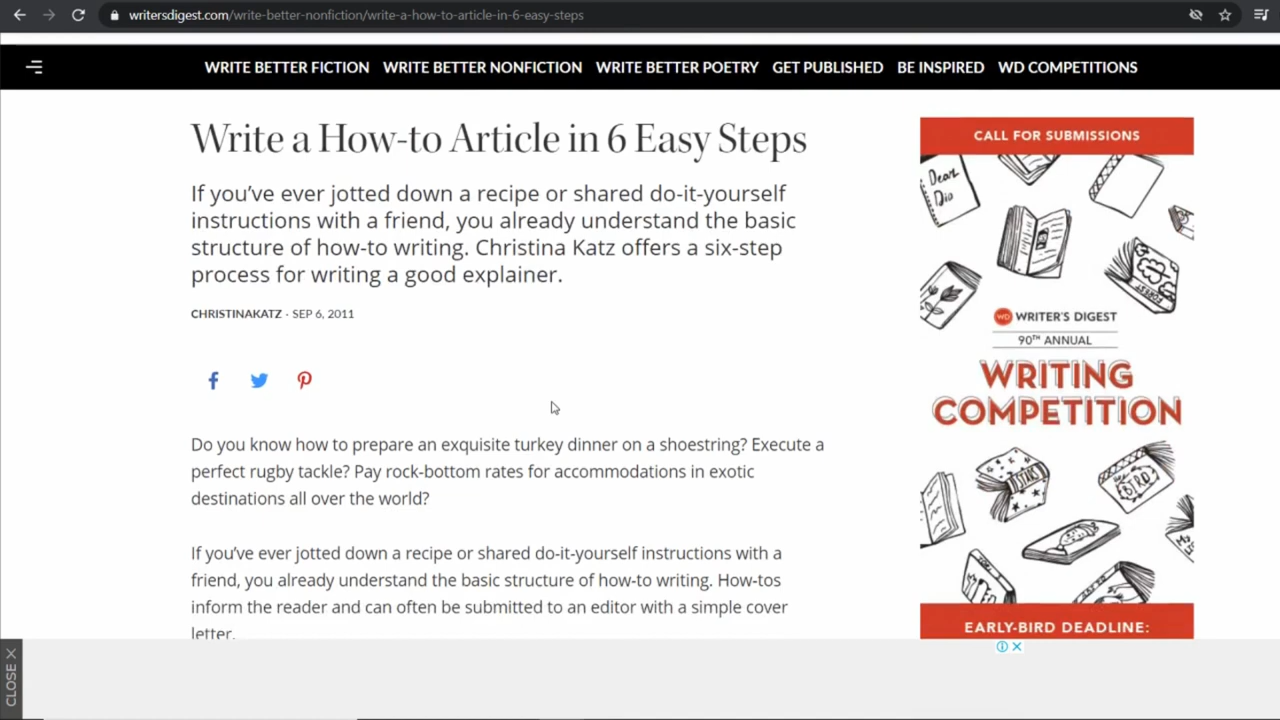 writersdigest.com/write-better-nonfiction/write-a-how-to-article-in-6-easy-steps
WRITE BETTER FICTION WRITE BETTER NONFICTION WRITE BETTER POETRY GET PUBLISHED BE INSPIRED WD COMPETITIONS
Write a How-to Article in 6 Easy Steps
If you’ve ever jotted down a recipe or shared do-it-yourself
instructions with a friend, you already understand the basic
structure of how-to writing. Christina Katz offers a six-step
process for writing a good explainer.
CHRISTINAKATZ · SEP 6, 2011
Do you know how to prepare an exquisite turkey dinner on a shoestring? Execute a
perfect rugby tackle? Pay rock-bottom rates for accommodations in exotic
destinations all over the world?
If you’ve ever jotted down a recipe or shared do-it-yourself instructions with a
friend, you already understand the basic structure of how-to writing. How-tos
inform the reader and can often be submitted to an editor with a simple cover
letter.
CALL FOR SUBMISSIONS
Dear
Dia
WD WRITER'S DIGEST
90TH ANNUAL
WRITING
COMPETITION
EARLY-BIRD DEADLINE:
CLOSE X